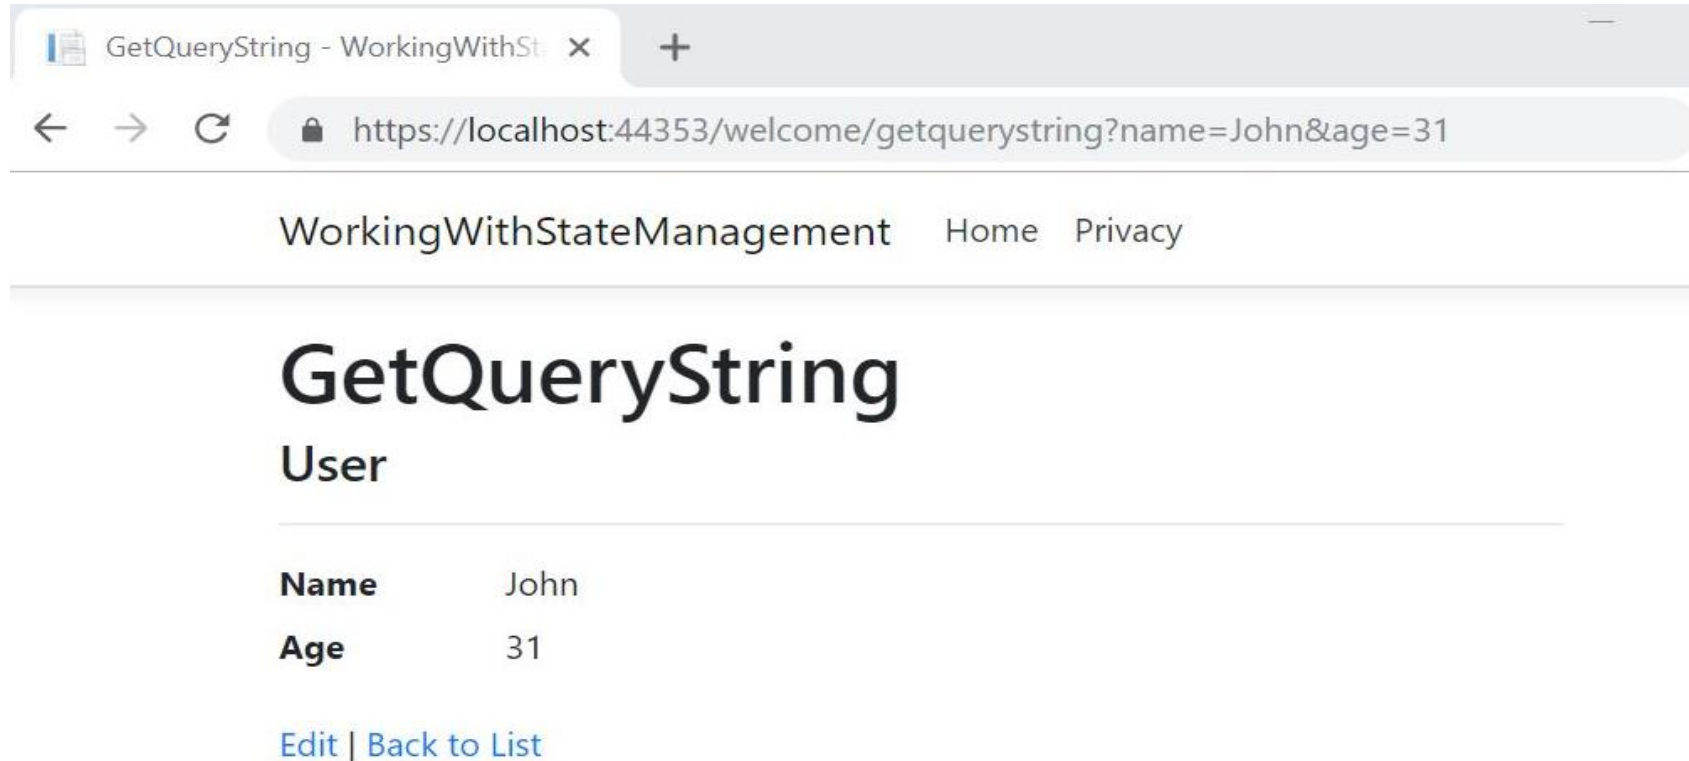 GetQueryString - WorkingWithSt
https://localhost:44353/welcome/getquerystring?name=John&age=31
WorkingWithStateManagement Home Privacy
GetQueryString
User
Name John
Age 31
Edit | Back to List